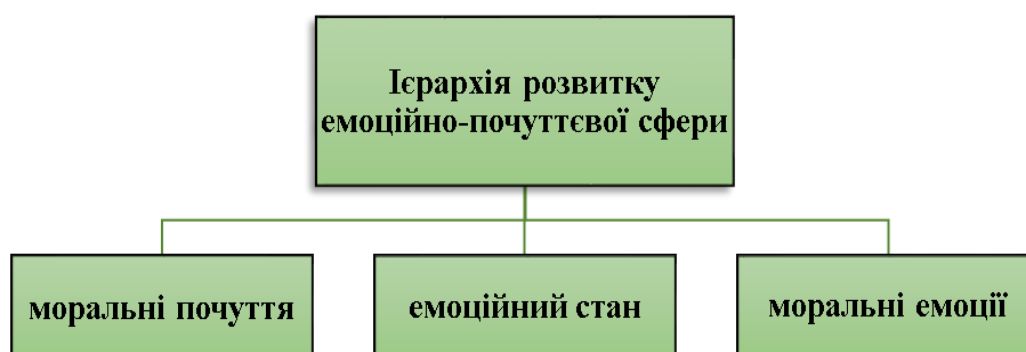 Ієрархія розвитку
емоційно-почуттєвої сфери
моральні почуття
емоційний стан
моральні емоції